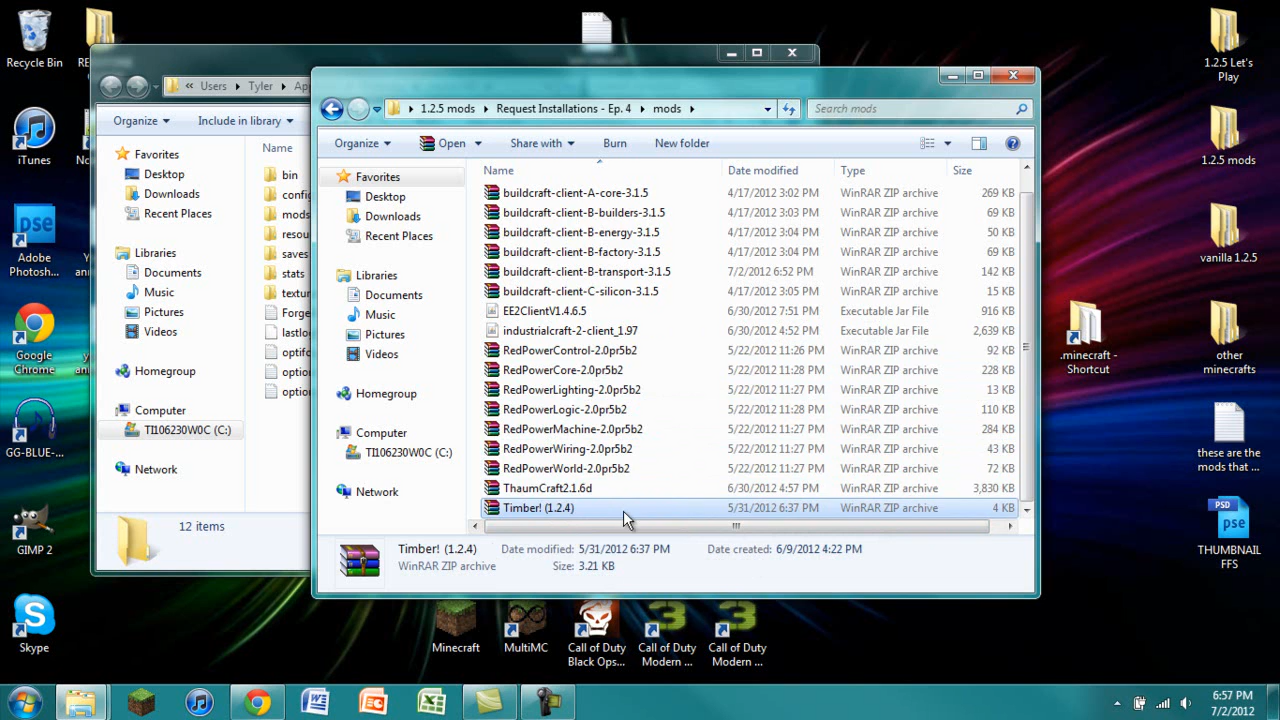 Recycle Bin
iTunes
Adobe
Photosh...
Google
Chrome
GG-BLUE-...
GIMP 2
Skype
« Users Tyler
Organize Include in library
Favorites
Desktop
Downloads
Recent Places
Libraries
Documents
Music
Pictures
Videos
Homegroup
Computer
TI106230W0C (C:)
Network
Name
bin
mods
saves
stats
12 items
1.2.5 mods Request Installations - Ep. 4 mods
Search mods
Organize Open Share with Burn New folder
Favorites
Desktop
Downloads
Recent Places
Libraries
Documents
Music
Pictures
Videos
Homegroup
Computer
TI106230W0C (C:)
Network
Name Date modified Type Size
buildcraft-client-A-core-3.1.5 4/17/2012 3:02 PM WinRAR ZIP archive 269 KB
buildcraft-client-B-builders-3.1.5 4/17/2012 3:03 PM WinRAR ZIP archive 69 KB
buildcraft-client-B-energy-3.1.5 4/17/2012 3:04 PM WinRAR ZIP archive 50 KB
buildcraft-client-B-factory-3.1.5 4/17/2012 3:04 PM WinRAR ZIP archive 69 KB
buildcraft-client-B-transport-3.1.5 7/2/2012 6:52 PM WinRAR ZIP archive 142 KB
buildcraft-client-C-silicon-3.1.5 4/17/2012 3:05 PM WinRAR ZIP archive 15 KB
EE2ClientV1.4.6.5 6/30/2012 7:51 PM Executable Jar File 916 KB
industrialcraft-2-client_1.97 6/30/2012 4:52 PM Executable Jar File 2,639 KB
RedPowerControl-2.0pr5b2 5/22/2012 11:26 PM WinRAR ZIP archive 92 KB
RedPowerCore-2.0pr5b2 5/22/2012 11:28 PM WinRAR ZIP archive 60 KB
RedPowerLighting-2.0pr5b2 5/22/2012 11:27 PM WinRAR ZIP archive 13 KB
RedPowerLogic-2.0pr5b2 5/22/2012 11:27 PM WinRAR ZIP archive 110 KB
RedPowerMachine-2.0pr5b2 5/22/2012 11:27 PM WinRAR ZIP archive 284 KB
RedPowerWiring-2.0pr5b2 5/22/2012 11:27 PM WinRAR ZIP archive 43 KB
RedPowerWorld-2.0pr5b2 5/22/2012 11:27 PM WinRAR ZIP archive 72 KB
ThaumCraft2.1.6d 6/30/2012 4:57 PM WinRAR ZIP archive 3,830 KB
Timber! (1.2.4) 5/31/2012 6:37 PM WinRAR ZIP archive 4 KB
Timber! (1.2.4) Date modified: 5/31/2012 6:37 PM Date created: 6/9/2012 4:22 PM
WinRAR ZIP archive Size: 3.21 KB
Minecraft
MultiMC
Call of Duty
Black Ops...
Call of Duty
Modern ...
Call of Duty
Modern ...
1.2.5 Let's
Play
1.2.5 mods
vanilla 1.2.5
.minecraft -
Shortcut
other
minecrafts
these are the
mods that ...
PSD
pse
THUMBNAIL
FFS
6:57 PM
7/2/2012